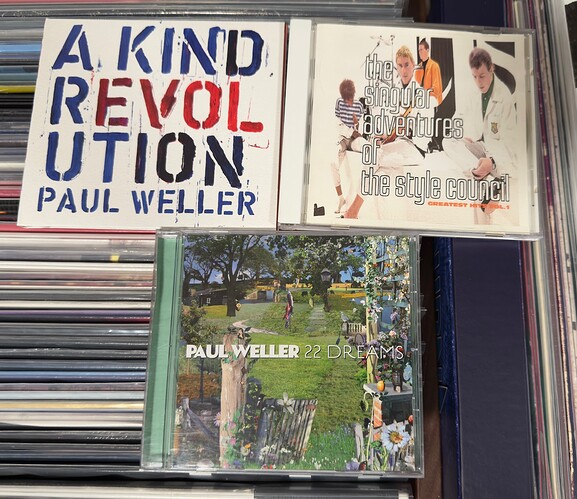 A KIND
REVOL
UTION
PAUL WELLER
the
singular
adventures
of
the style council
GREATEST HITS VOL. 1
PAUL WELLER 22 DREAMS